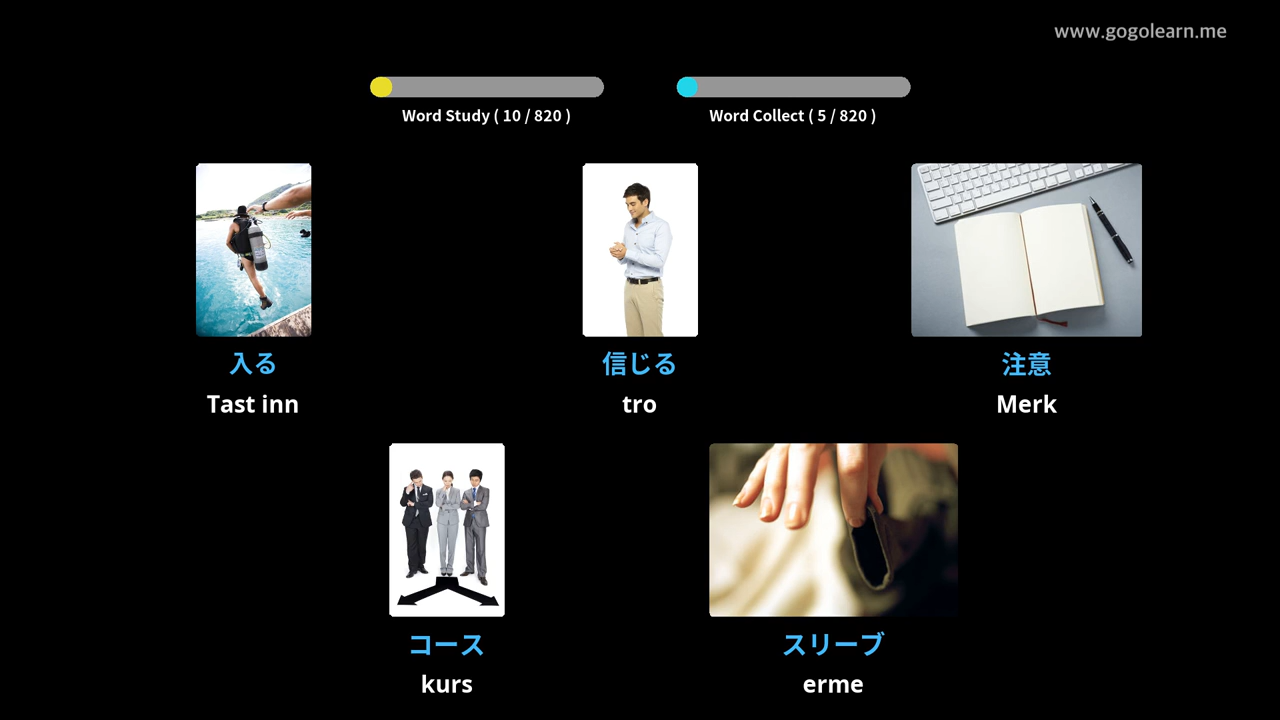 www.gogolearn.me
Word Study ( 10 / 820 )
Word Collect ( 5 / 820 )
入る
Tast inn
信じる
tro
注意
Merk
コース
kurs
スリーブ
erme